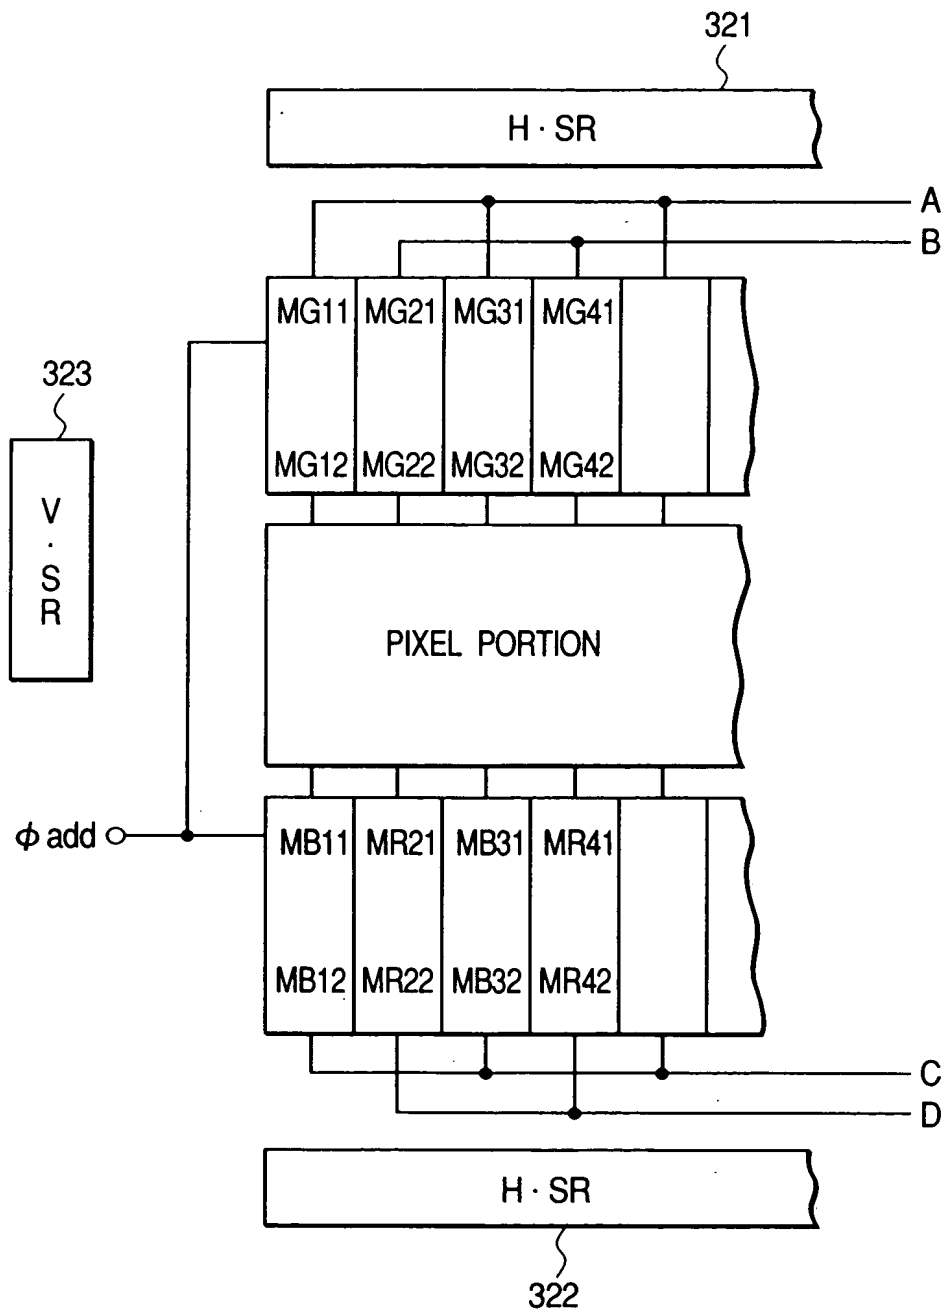 321
H · SR
A
B
MG11 MG21 MG31 MG41
323
MG12 MG22 MG32 MG42
V
·
S
R
PIXEL PORTION
ϕ add
MB11 MR21 MB31 MR41
MB12 MR22 MB32 MR42
C
D
H · SR
322